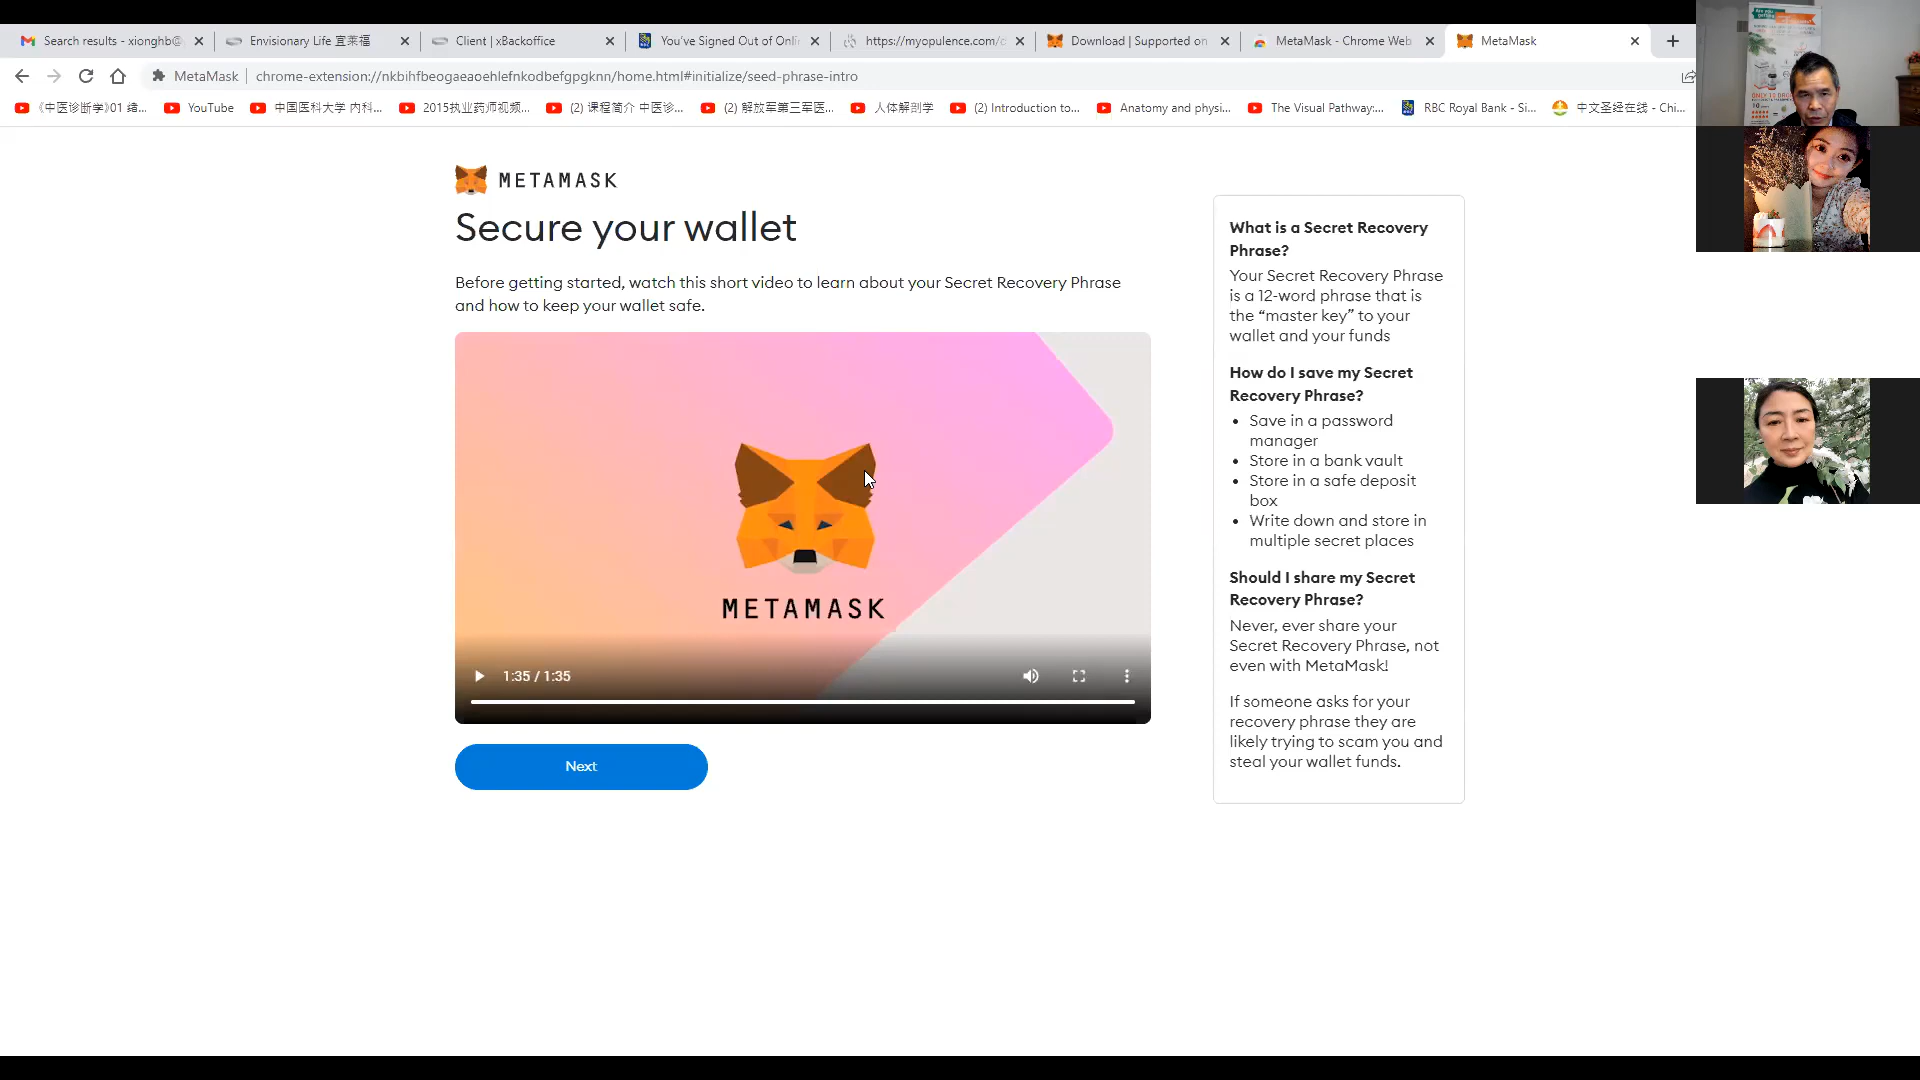 Search results - xionghb@
Envisionary Life 宜莱福
Client | xBackoffice
You've Signed Out of Onli
https://myopulence.com/c
Download | Supported on
MetaMask - Chrome Web
MetaMask
MetaMask
chrome-extension://nkbihfbeogaeaoehlefnkodbefgpgknn/home.html#initialize/seed-phrase-intro
《中医诊断学》01 绪...
YouTube
中国医科大学 内科...
2015执业药师视频...
(2) 课程简介 中医诊...
(2) 解放军第三军医...
人体解剖学
(2) Introduction to...
Anatomy and physi...
The Visual Pathway:...
RBC Royal Bank - Si...
中文圣经在线 - Chi...
METAMASK
Secure your wallet
Before getting started, watch this short video to learn about your Secret Recovery Phrase
and how to keep your wallet safe.
METAMASK
1:35 / 1:35
Next
What is a Secret Recovery
Phrase?
Your Secret Recovery Phrase
is a 12-word phrase that is
the “master key” to your
wallet and your funds
How do I save my Secret
Recovery Phrase?
• Save in a password
manager
• Store in a bank vault
• Store in a safe deposit
box
• Write down and store in
multiple secret places
Should I share my Secret
Recovery Phrase?
Never, ever share your
Secret Recovery Phrase, not
even with MetaMask!
If someone asks for your
recovery phrase they are
likely trying to scam you and
steal your wallet funds.